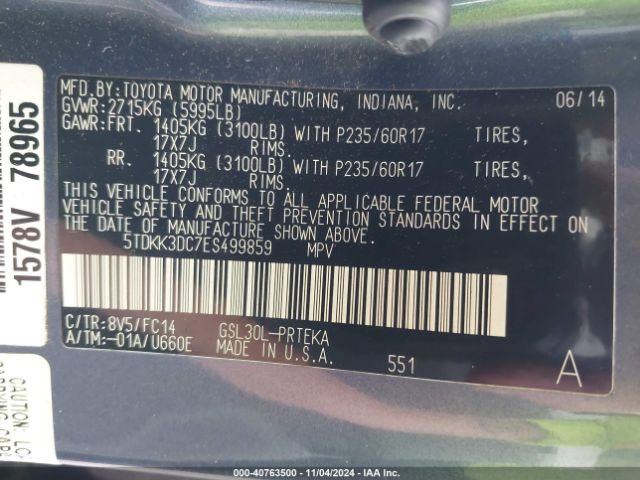 MFD.BY:TOYOTA MOTOR MANUFACTURING, INDIANA, INC. 06/14
GVWR:2715KG (5995LB)
GAWR:FRT. 1405KG (3100LB) WITH P235/60R17 TIRES,
17X7J RIMS.
RR. 1405KG (3100LB) WITH P235/60R17 TIRES,
17X7J RIMS.
THIS VEHICLE CONFORMS TO ALL APPLICABLE FEDERAL MOTOR
VEHICLE SAFETY AND THEFT PREVENTION STANDARDS IN EFFECT ON
THE DATE OF MANUFACTURE SHOWN ABOVE.
5TDKK3DC7ES499859 MPV
C/TR:8V5/FC14 GSL30L-PRTEKA
A/TM:-01A/U660E MADE IN U.S.A.
551 A
1578V 78965
CAUTION:
000-40763500 - 11/04/2024 - IAA Inc.